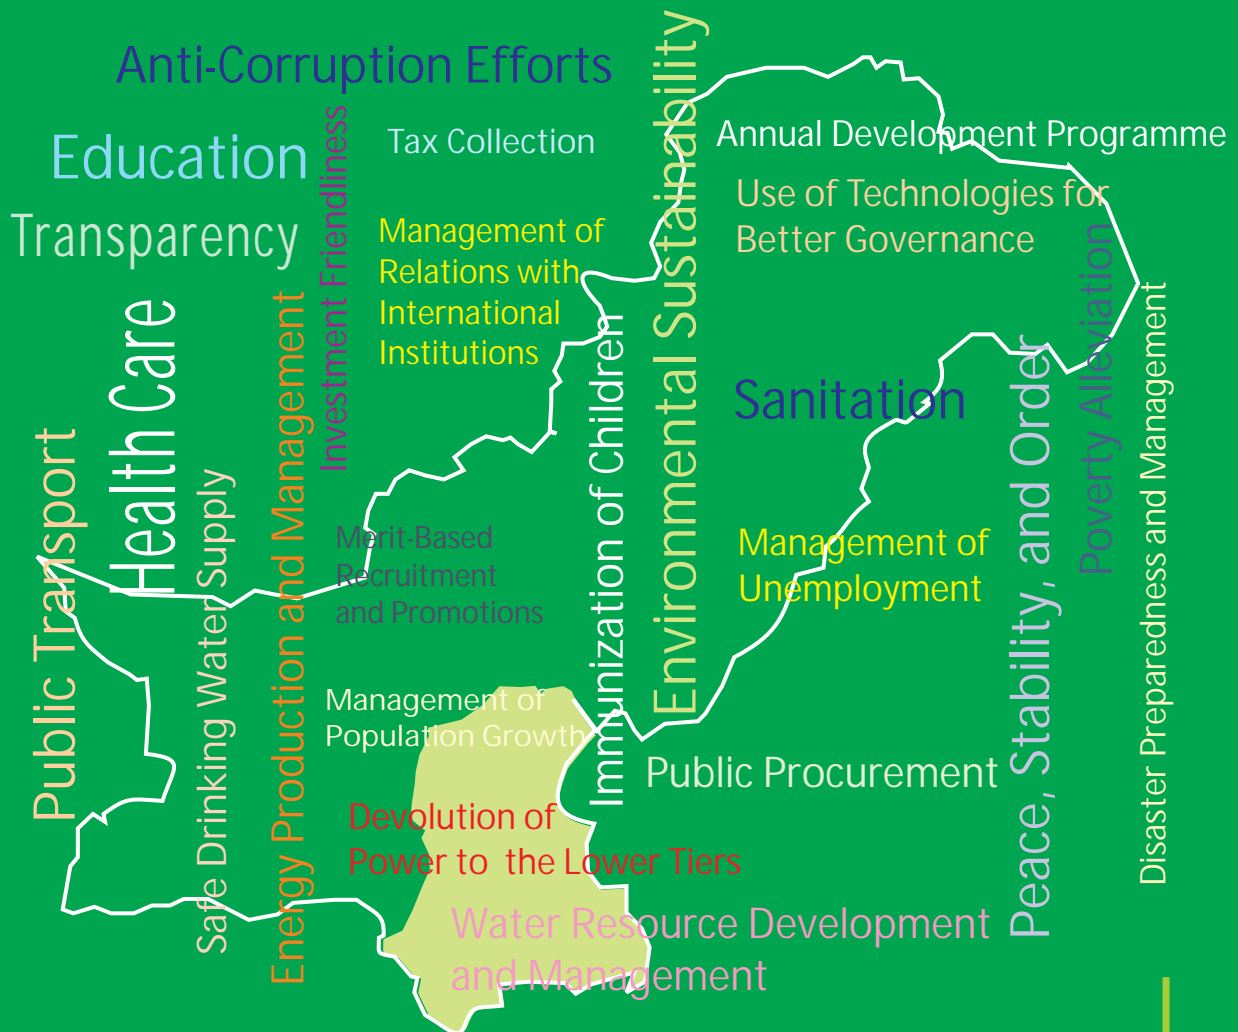 Anti-Corruption Efforts
Education
Transparency
Investment Friendliness
Tax Collection
Management of
Relations with
International
Institutions
Environmental Sustainability
Annual Development Programme
Use of Technologies for
Better Governance
Health Care
Public Transport
Safe Drinking Water Supply
Energy Production and Management
Merit-Based
Recruitment
and Promotions
Immunization of Children
Sanitation
Management of
Unemployment
Peace, Stability, and Order
Poverty Alleviation
Disaster Preparedness and Management
Management of
Population Growth
Public Procurement
Devolution of
Power to the Lower Tiers
Water Resource Development
and Management